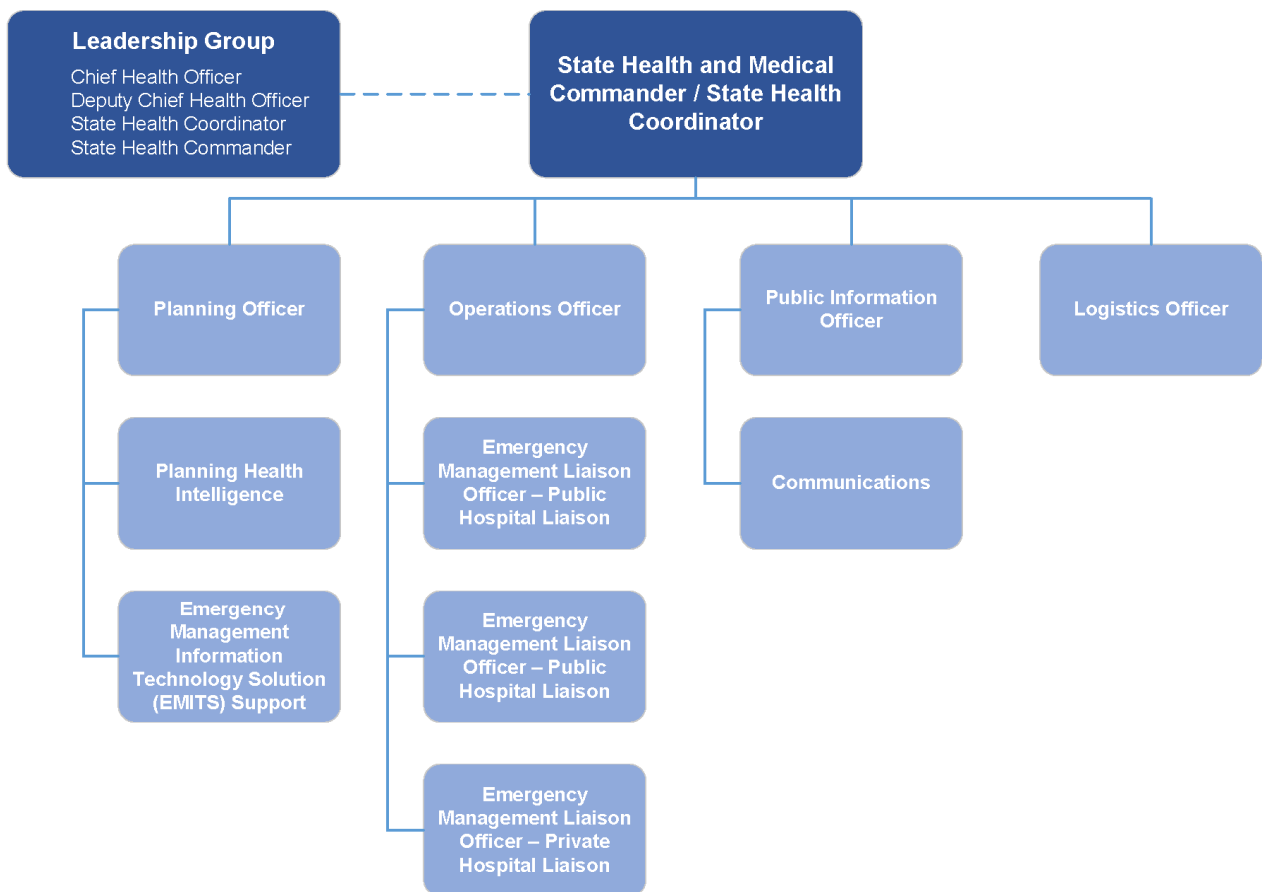 Leadership Group
Chief Health Officer
Deputy Chief Health Officer
State Health Coordinator
State Health Commander
State Health and Medical
Commander / State Health
Coordinator
Planning Officer
Operations Officer
Public Information
Officer
Logistics Officer
Planning Health
Intelligence
Emergency
Management Liaison
Officer – Public
Hospital Liaison
Communications
Emergency
Management
Information
Technology Solution
(EMITS) Support
Emergency
Management Liaison
Officer – Public
Hospital Liaison
Emergency
Management Liaison
Officer – Private
Hospital Liaison